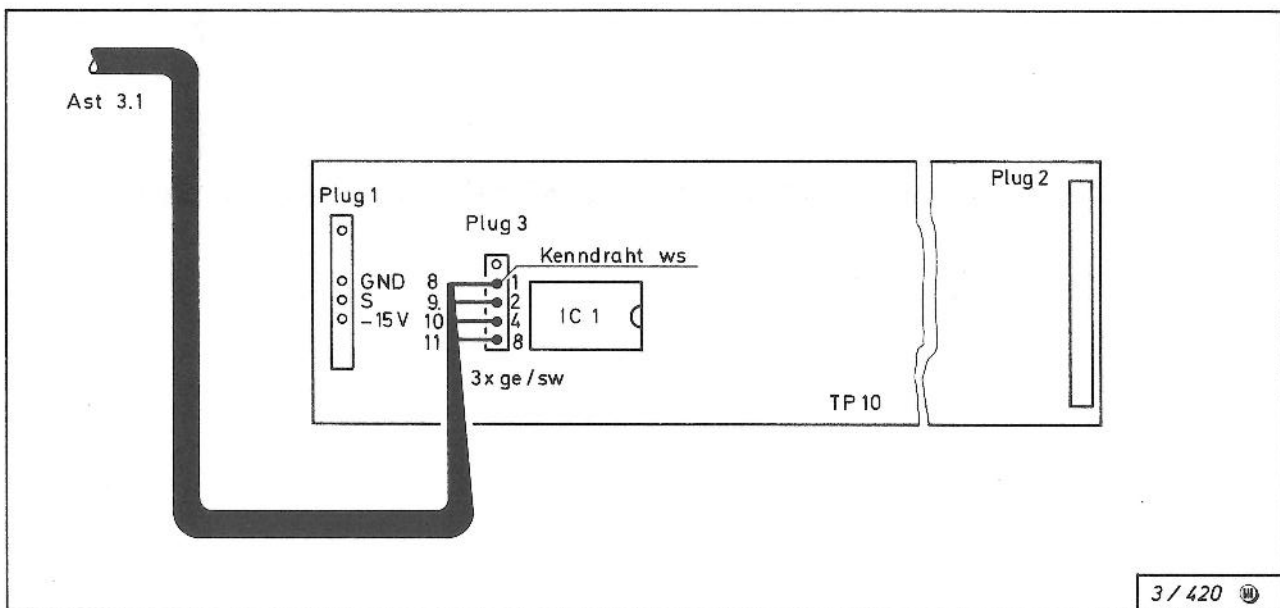 Ast 3.1
Plug 1
Plug 2
Plug 3
Kenndraht ws
GND 8 1
S 9. 2
-15V 10 4
11 8
IC 1
3x ge/sw
TP 10
3/420